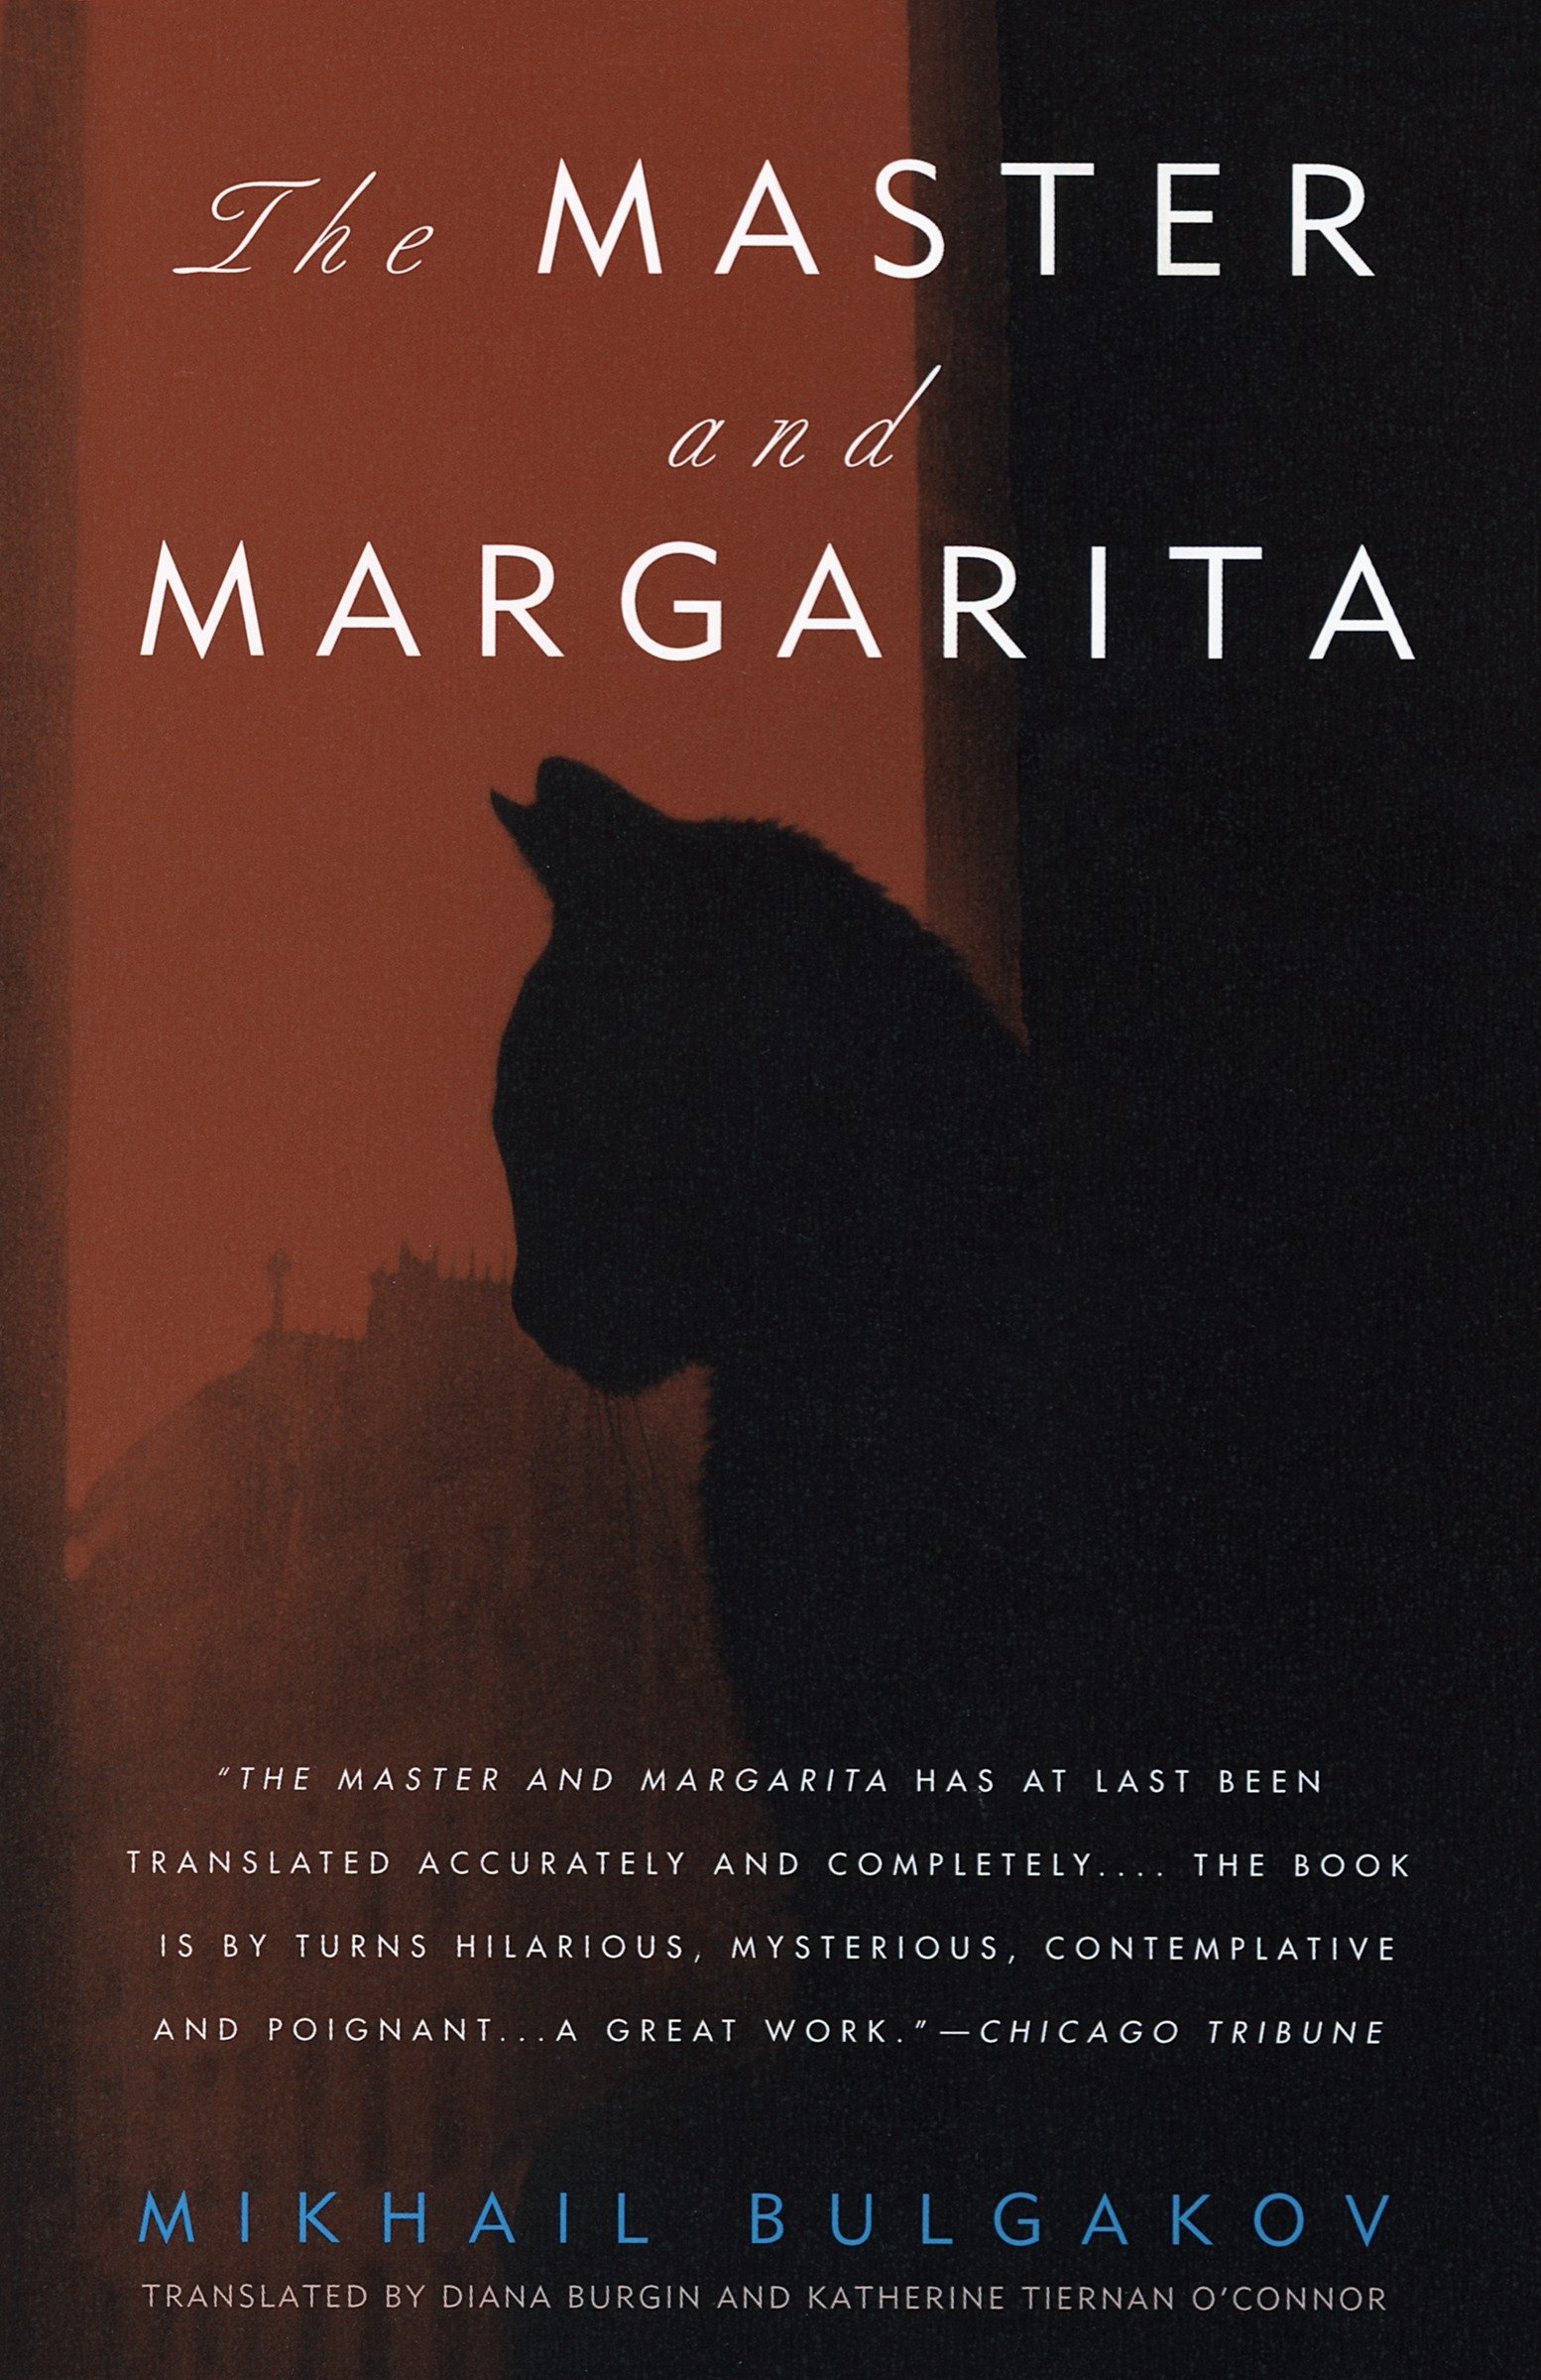 The MASTER
and
MARGARITA
“THE MASTER AND MARGARITA HAS AT LAST BEEN
TRANSLATED ACCURATELY AND COMPLETELY.... THE BOOK
IS BY TURNS HILARIOUS, MYSTERIOUS, CONTEMPLATIVE
AND POIGNANT...A GREAT WORK.”—CHICAGO TRIBUNE
MIKHAIL BULGAKOV
TRANSLATED BY DIANA BURGIN AND KATHERINE TIERNAN O’CONNOR